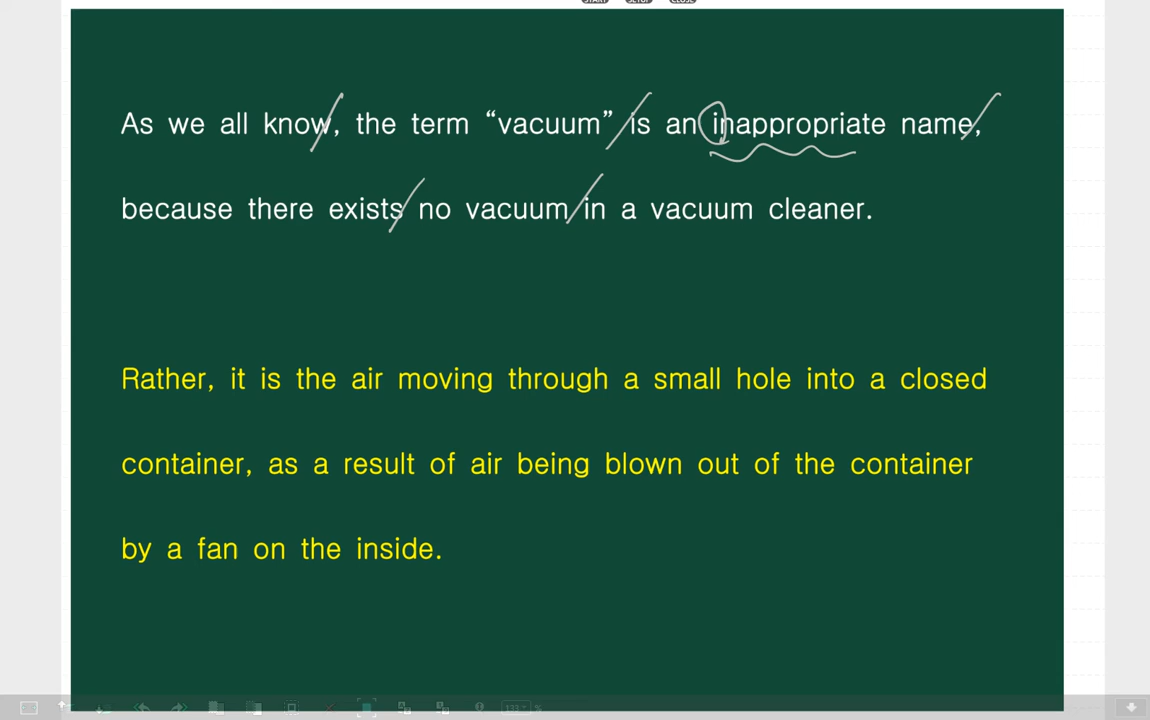 As we all know, the term “vacuum” is an inappropriate name,
because there exists no vacuum in a vacuum cleaner.
Rather, it is the air moving through a small hole into a closed
container, as a result of air being blown out of the container
by a fan on the inside.
133 %